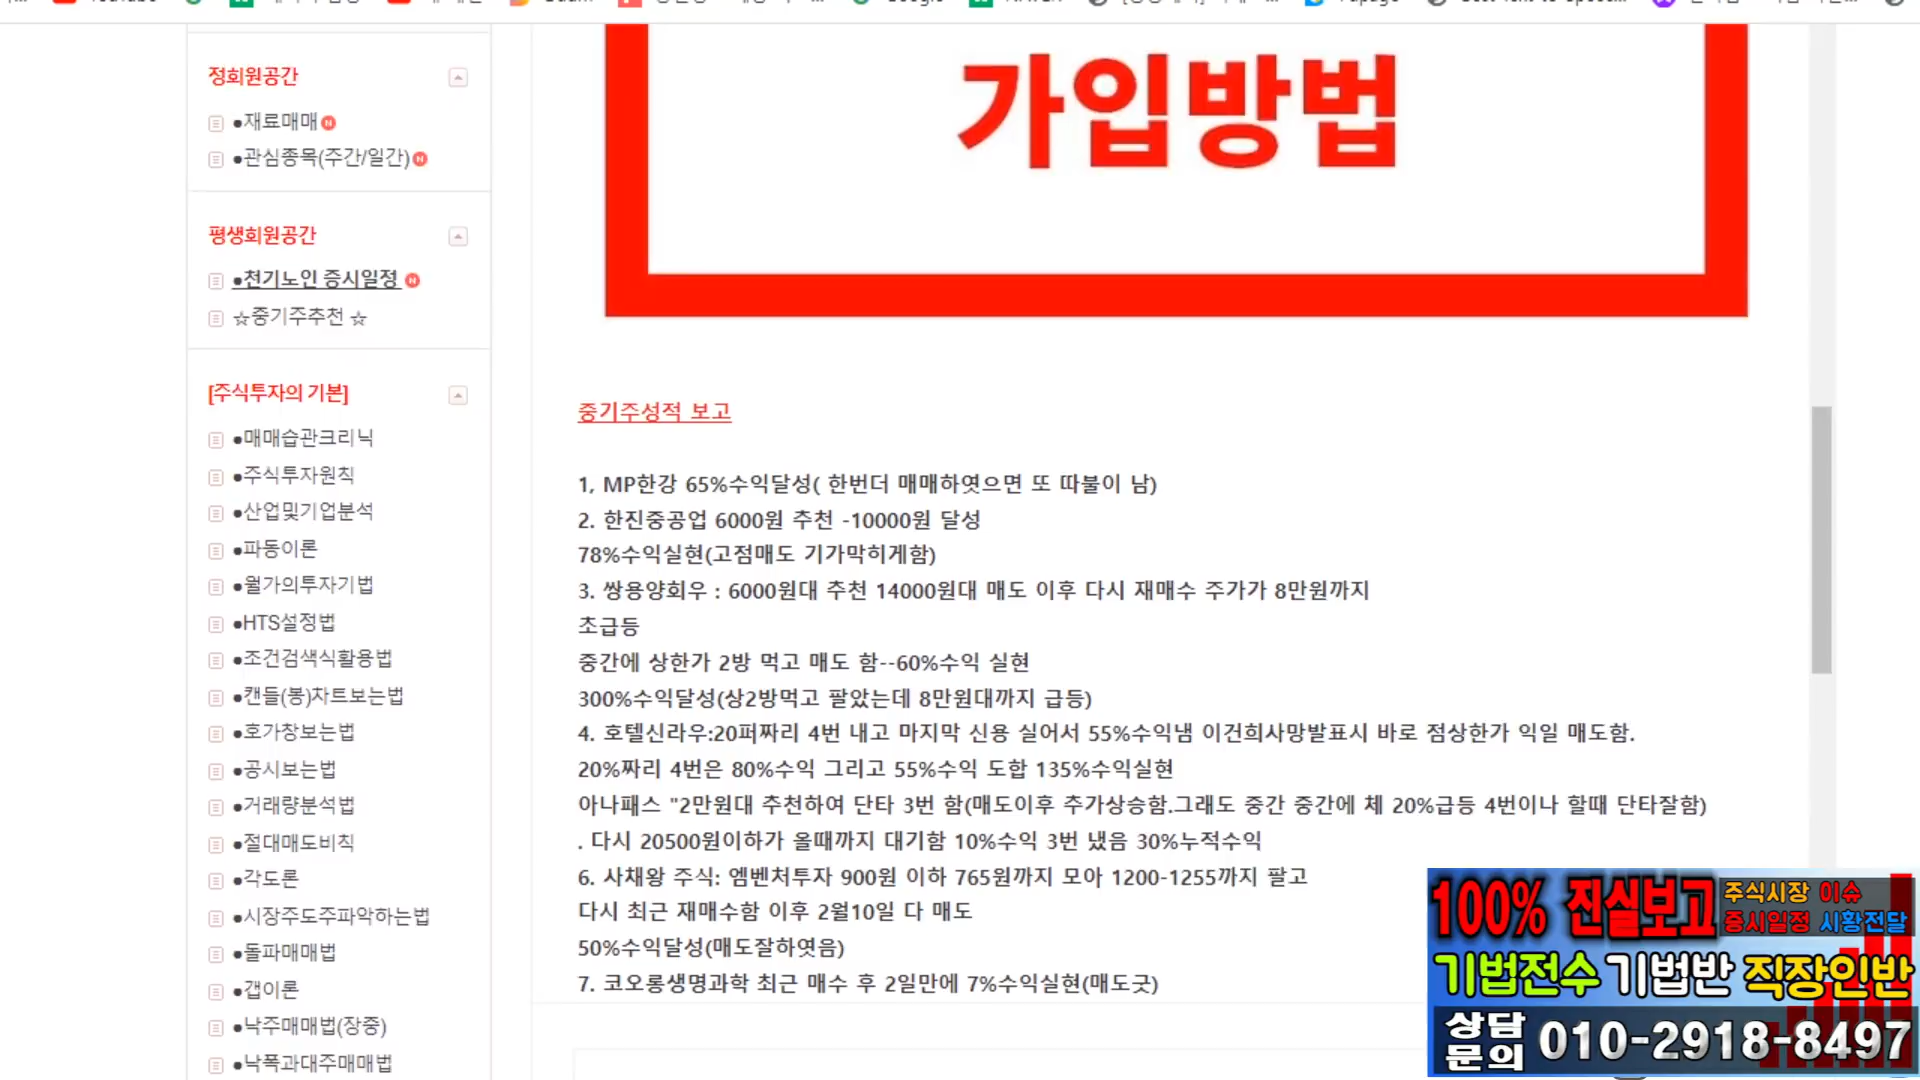 정회원공간
●재료매매
●관심종목(주간/일간)
평생회원공간
●천기노인 증시일정
☆중기주추천 ☆
[주식투자의 기본]
●매매습관크리닉
●주식투자원칙
●산업및기업분석
●파동이론
●월가의투자기법
●HTS설정법
●조건검색식활용법
●캔들(봉)차트보는법
●호가창보는법
●공시보는법
●거래량분석법
●절대매도비칙
●각도론
●시장주도주파악하는법
●돌파매매법
●갭이론
●낙주매매법(장중)
●낙폭과대주매매법
가입방법
중기주성적 보고
1, MP한강 65%수익달성( 한번더 매매하엿으면 또 따불이 남)
2. 한진중공업 6000원 추천 -10000원 달성
78%수익실현(고점매도 기가막히게함)
3. 쌍용양회우 : 6000원대 추천 14000원대 매도 이후 다시 재매수 주가가 8만원까지
초급등
중간에 상한가 2방 먹고 매도 함--60%수익 실현
300%수익달성(상2방먹고 팔았는데 8만원대까지 급등)
4. 호텔신라우:20퍼짜리 4번 내고 마지막 신용 실어서 55%수익냄 이건희사망발표시 바로 점상한가 익일 매도함.
20%짜리 4번은 80%수익 그리고 55%수익 도합 135%수익실현
아나패스 "2만원대 추천하여 단타 3번 함(매도이후 추가상승함.그래도 중간 중간에 체 20%급등 4번이나 할때 단타잘함)
. 다시 20500원이하가 올때까지 대기함 10%수익 3번 냈음 30%누적수익
6. 사채왕 주식: 엠벤처투자 900원 이하 765원까지 모아 1200-1255까지 팔고
다시 최근 재매수함 이후 2월10일 다 매도
50%수익달성(매도잘하엿음)
7. 코오롱생명과학 최근 매수 후 2일만에 7%수익실현(매도굿)
100% 진실보고 주식시장 이슈
증시일정 시황전달
기법전수 기법반 직장인반
상담
문의 010-2918-8497